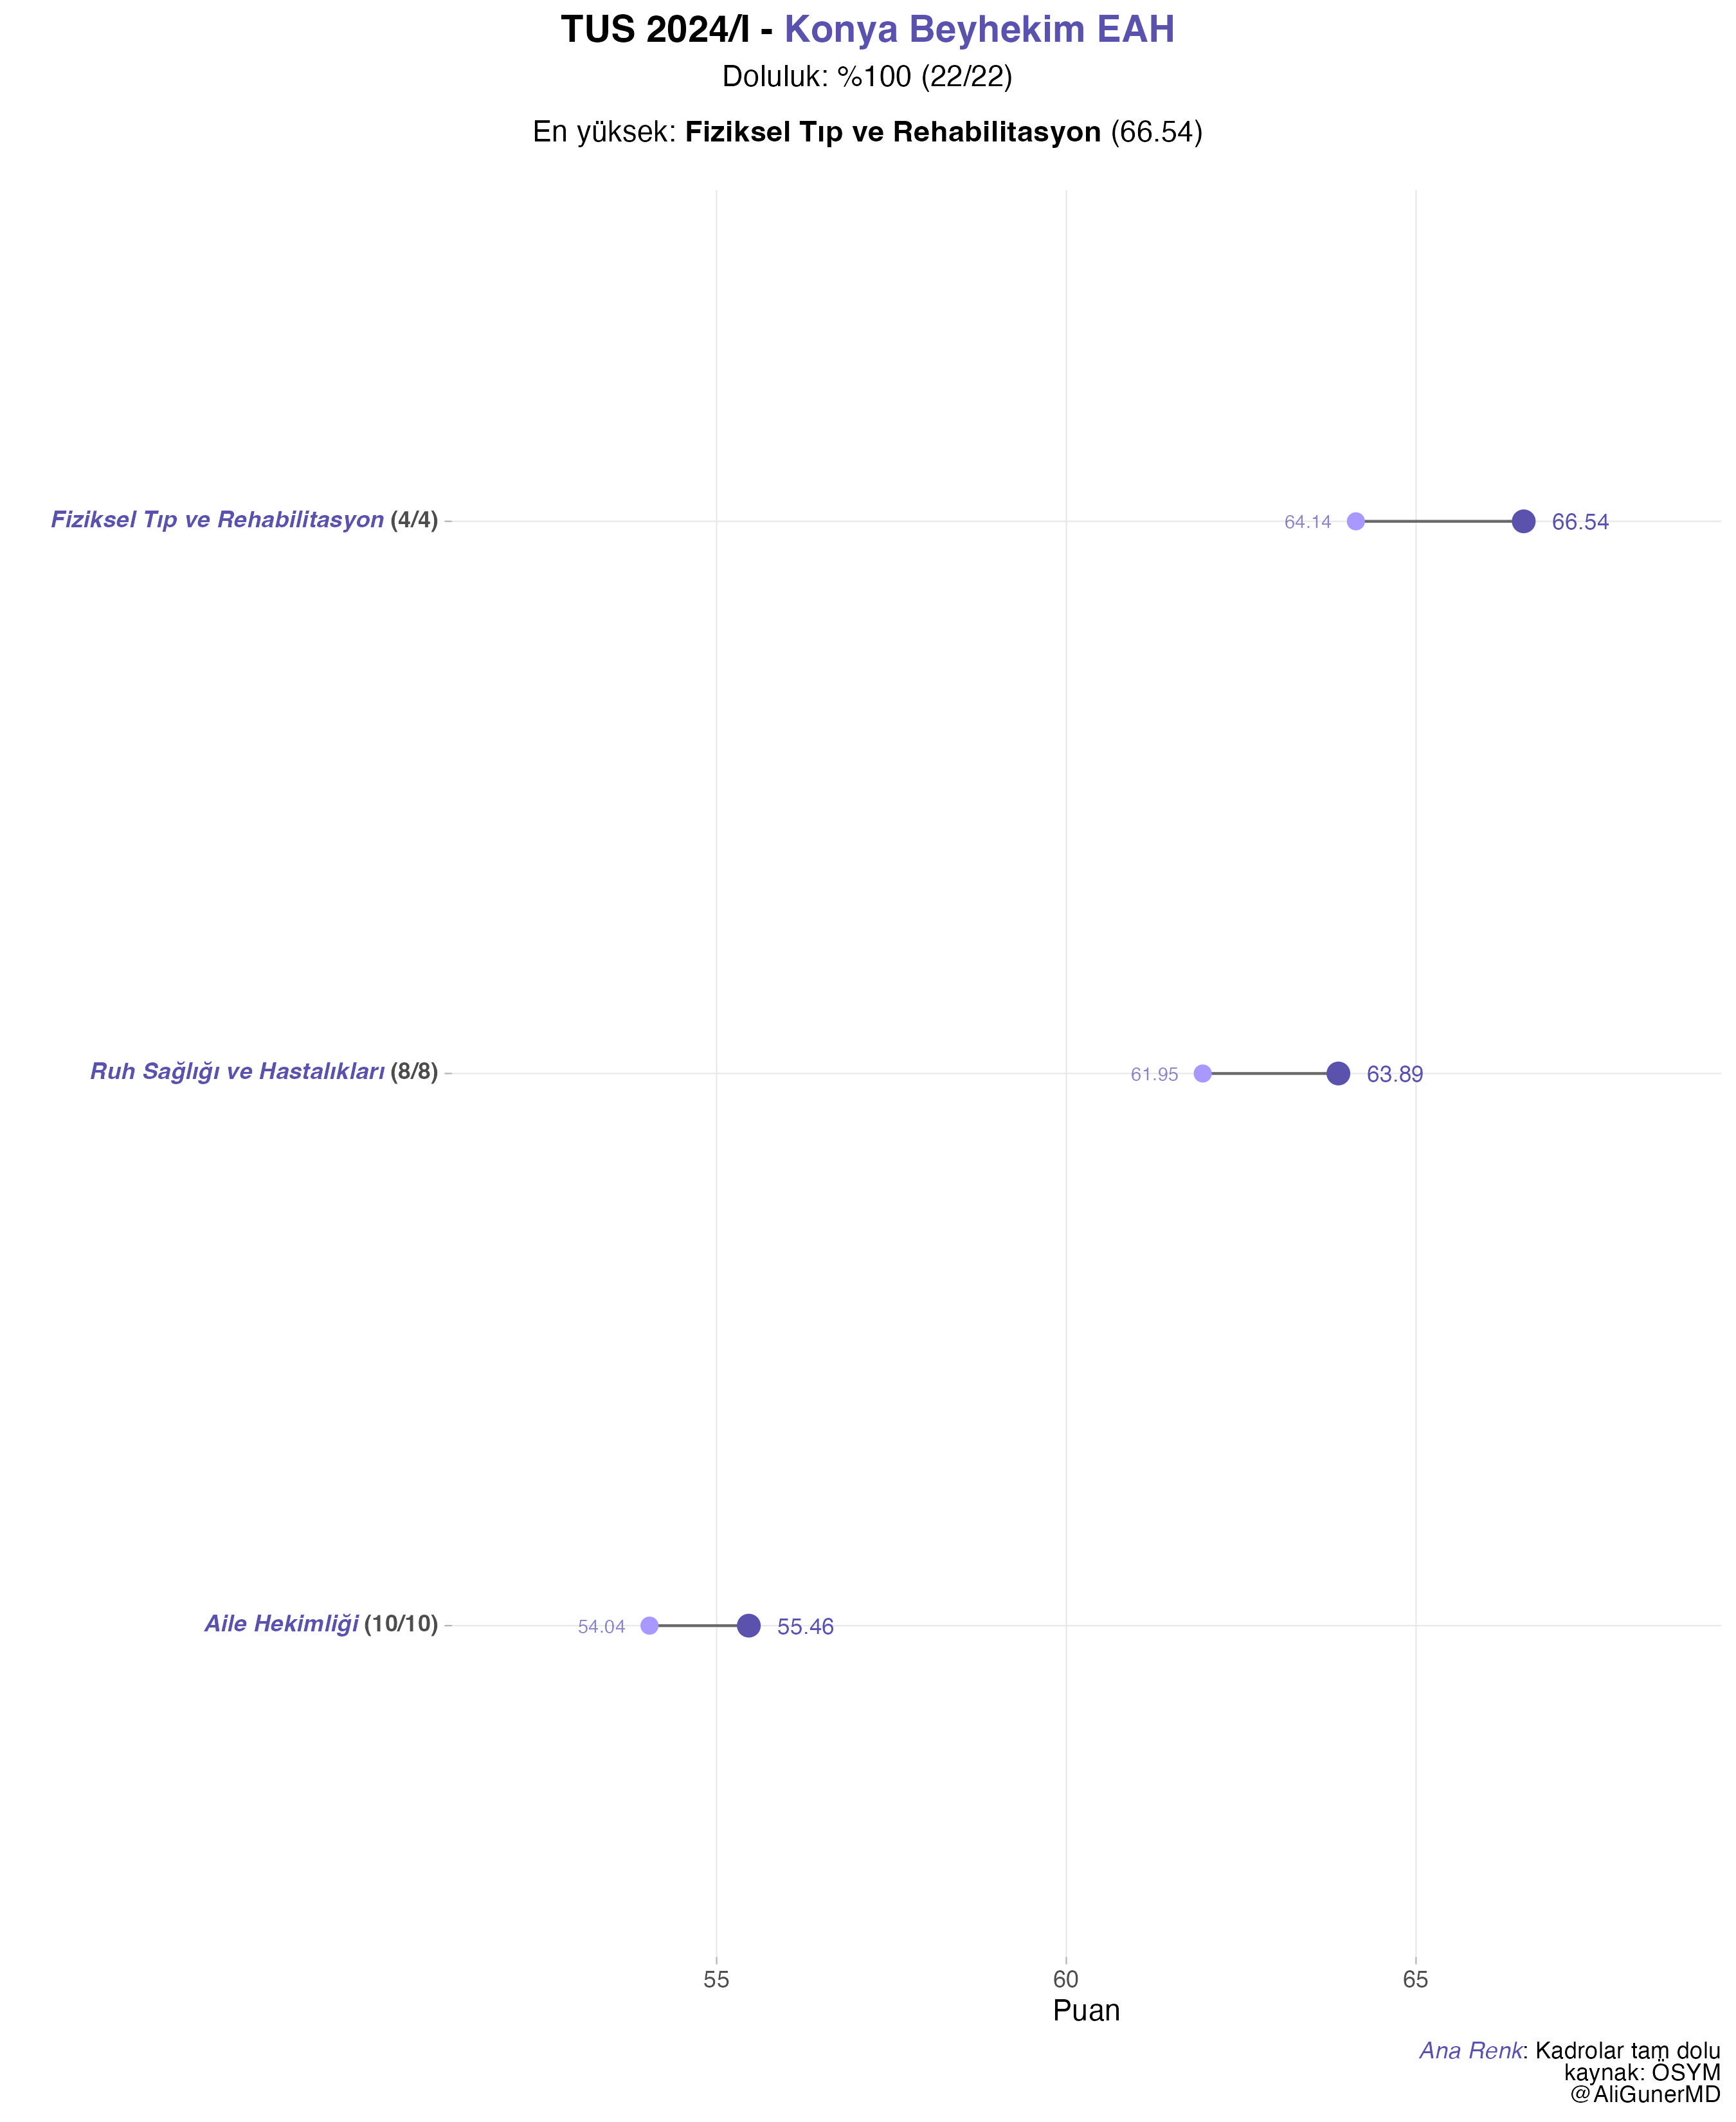 TUS 2024/I - Konya Beyhekim EAH
Doluluk: %100 (22/22)
En yüksek: Fiziksel Tıp ve Rehabilitasyon (66.54)
Fiziksel Tıp ve Rehabilitasyon (4/4) 64.14 66.54
Ruh Sağlığı ve Hastalıkları (8/8) 61.95 63.89
Aile Hekimliği (10/10) 54.04 55.46
55 60 65
Puan
Ana Renk: Kadrolar tam dolu
kaynak: ÖSYM
@AliGunerMD